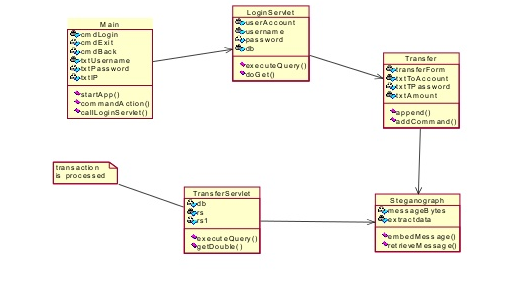 Main
cmdLogin
cmdExit
cmdBack
txtUsername
txtPassword
txtIP
startApp()
commandAction()
callLoginServlet()
LoginServlet
userAccount
username
password
db
executeQuery()
doGet()
Transfer
transferForm
txtToAccount
txtTPassword
txtAmount
append()
addCommand()
transaction
is processed
TransferServlet
db
rs
rs1
executeQuery()
getDouble()
Steganograph
messageBytes
extractdata
embedMessage()
retrieveMessage()